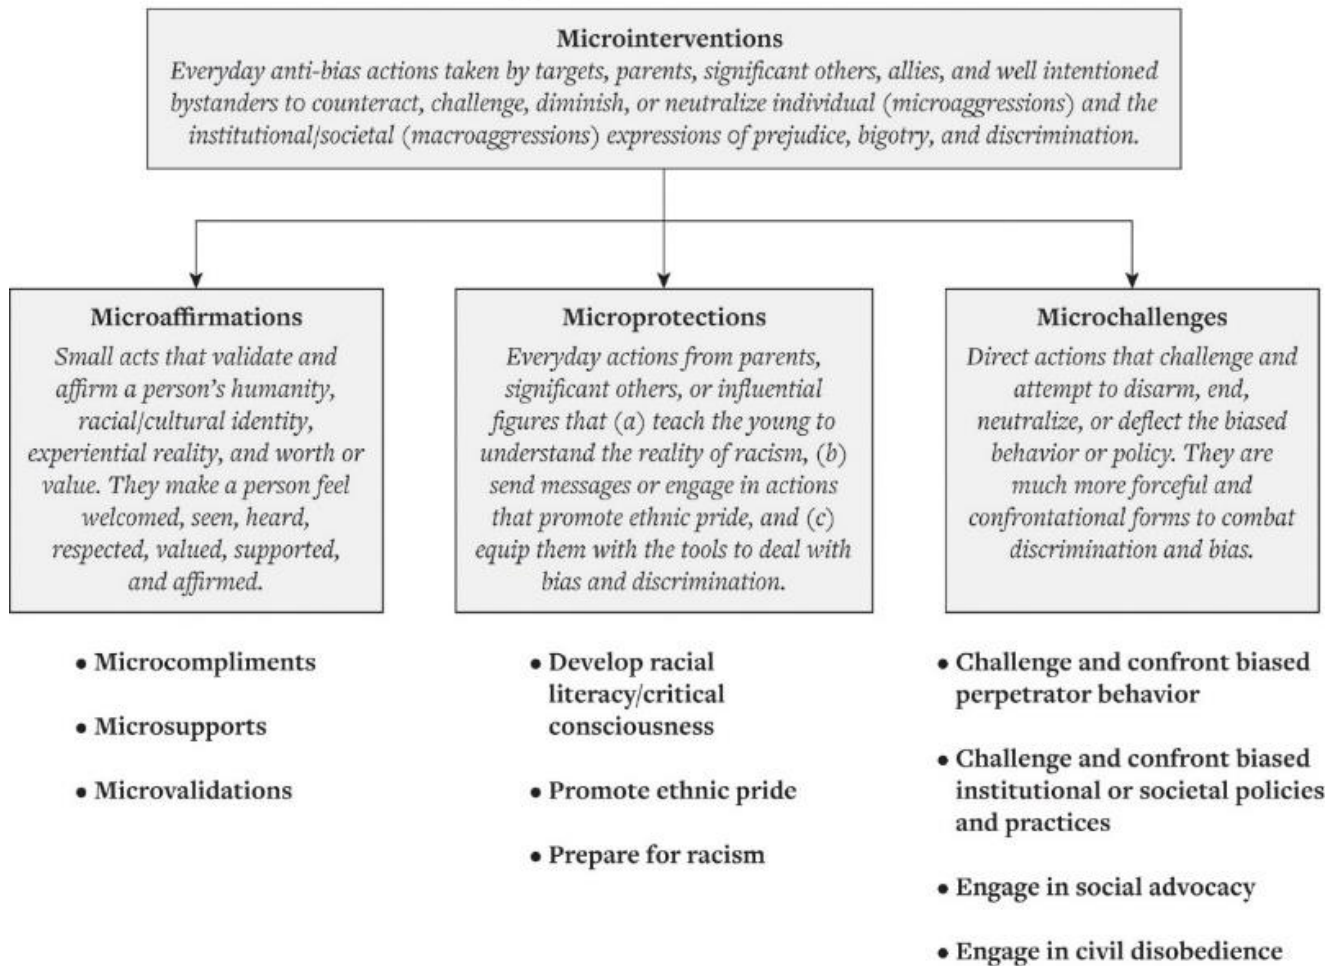 Microinterventions
Everyday anti-bias actions taken by targets, parents, significant others, allies, and well intentioned
bystanders to counteract, challenge, diminish, or neutralize individual (microaggressions) and the
institutional/societal (macroaggressions) expressions of prejudice, bigotry, and discrimination.
Microaffirmations
Small acts that validate and
affirm a person's humanity,
racial/cultural identity,
experiential reality, and worth or
value. They make a person feel
welcomed, seen, heard,
respected, valued, supported,
and affirmed.
• Microcompliments
• Microsupports
• Microvalidations
Microprotections
Everyday actions from parents,
significant others, or influential
figures that (a) teach the young to
understand the reality of racism, (b)
send messages or engage in actions
that promote ethnic pride, and (c)
equip them with the tools to deal with
bias and discrimination.
• Develop racial
literacy/critical
consciousness
• Promote ethnic pride
• Prepare for racism
Microchallenges
Direct actions that challenge and
attempt to disarm, end,
neutralize, or deflect the biased
behavior or policy. They are
much more forceful and
confrontational forms to combat
discrimination and bias.
• Challenge and confront biased
perpetrator behavior
• Challenge and confront biased
institutional or societal policies
and practices
• Engage in social advocacy
• Engage in civil disobedience